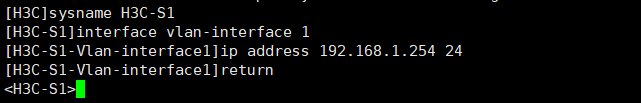 [H3C]sysname H3C-S1
[H3C-S1]interface vlan-interface 1
[H3C-S1-Vlan-interface1]ip address 192.168.1.254 24
[H3C-S1-Vlan-interface1]return
<H3C-S1>